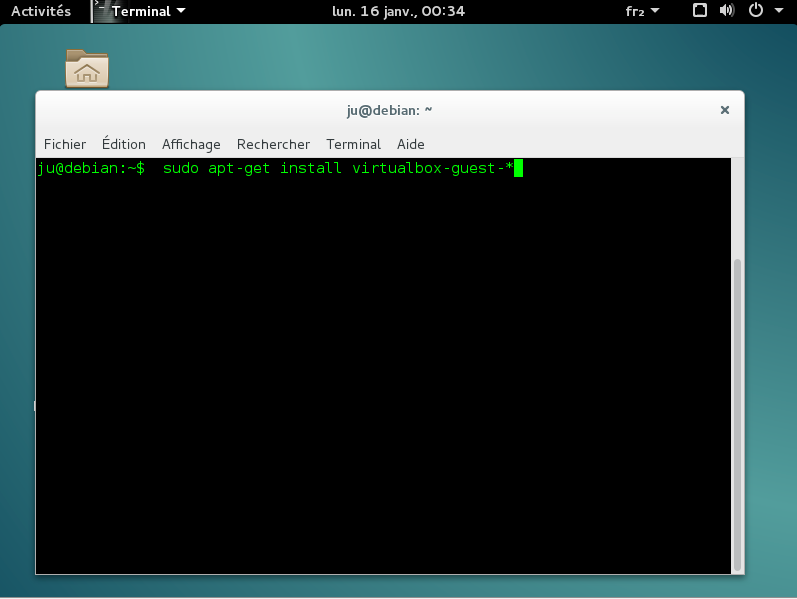 Activités Terminal lun. 16 janv., 00:34 fr₂
ju@debian: ~
Fichier Édition Affichage Rechercher Terminal Aide
ju@debian:~$  sudo apt-get install virtualbox-guest-*